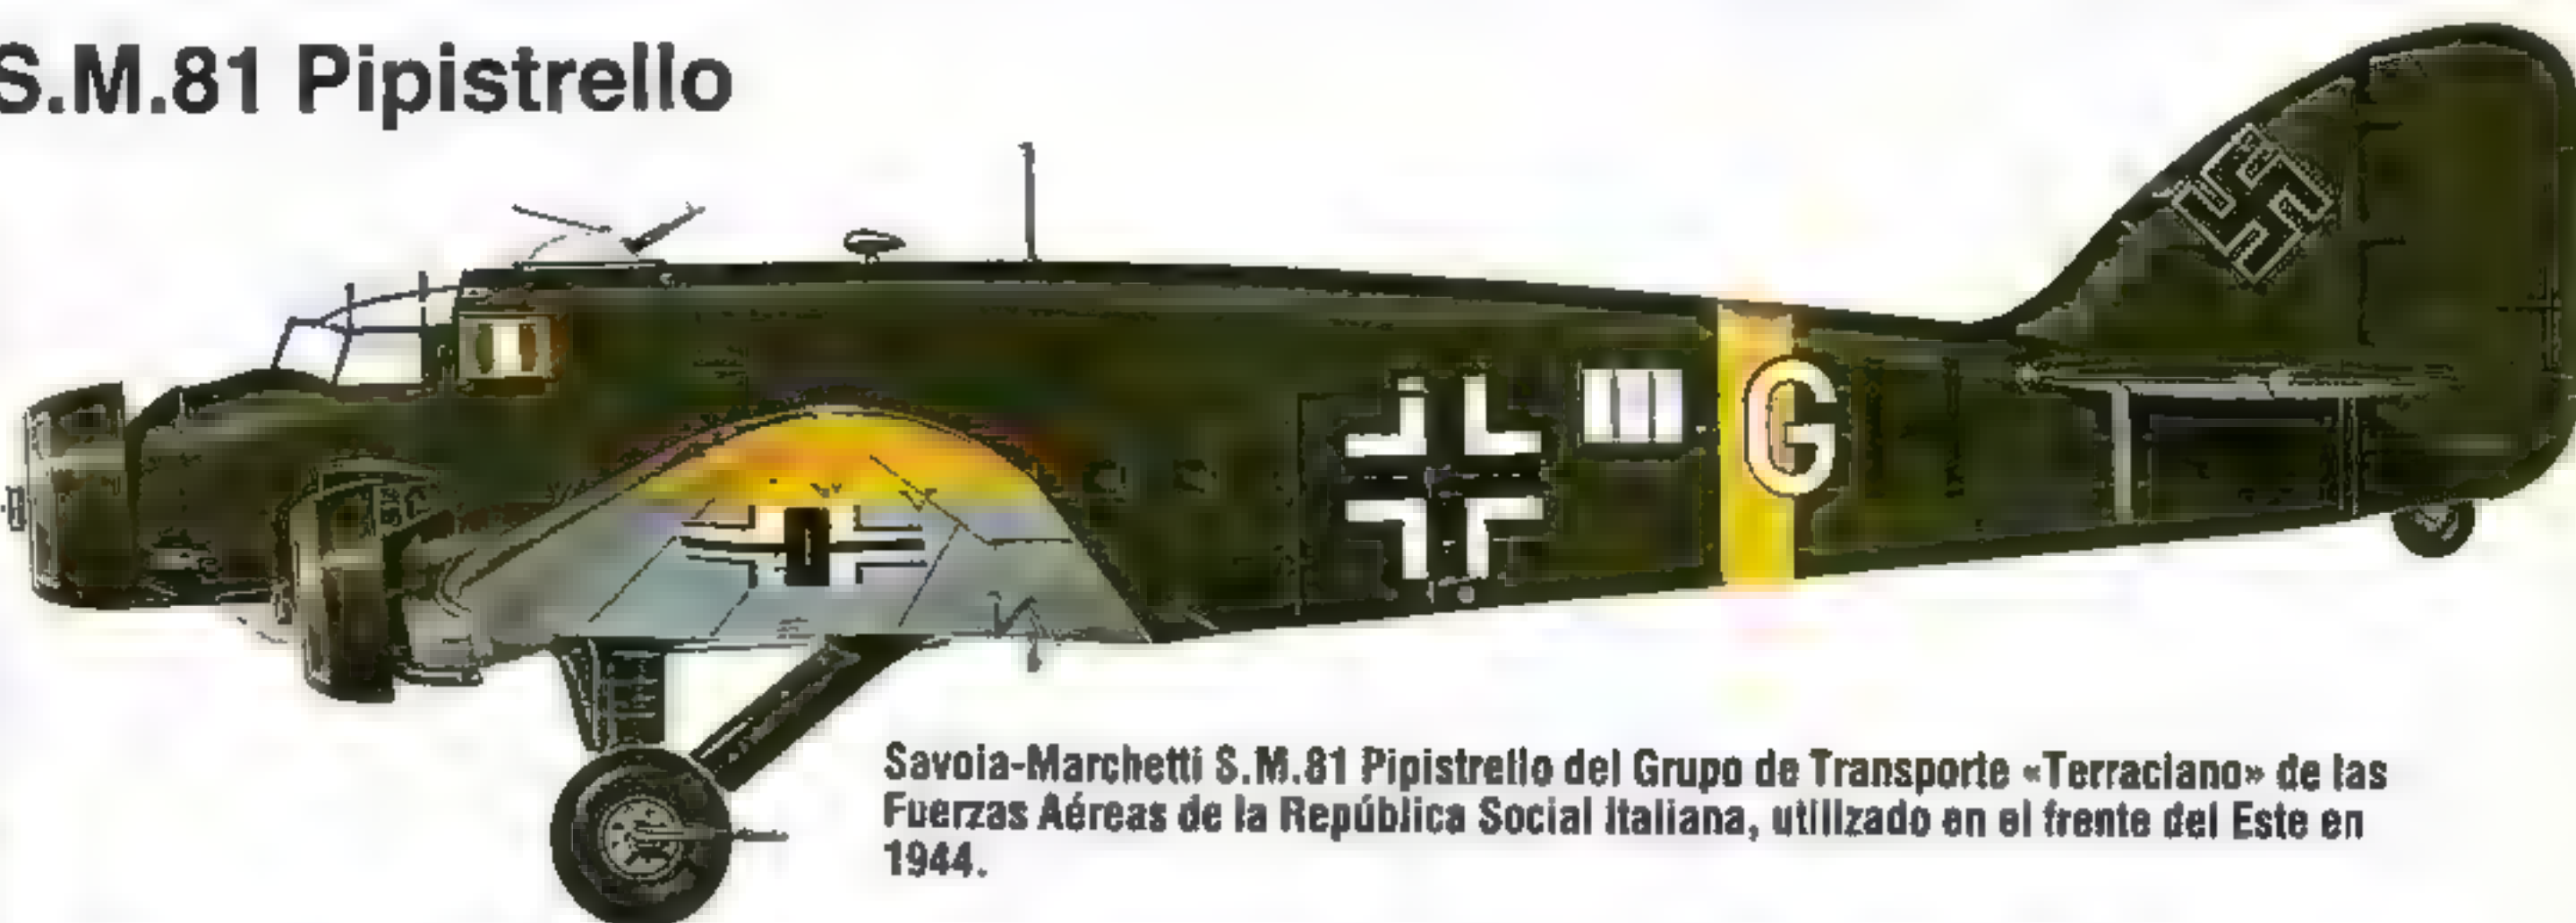 S.M.81 Pipistrello
G
Savoia-Marchetti S.M.81 Pipistrello del Grupo de Transporte «Terraciano» de las
Fuerzas Aéreas de la República Social Italiana, utilizado en el frente del Este en
1944.